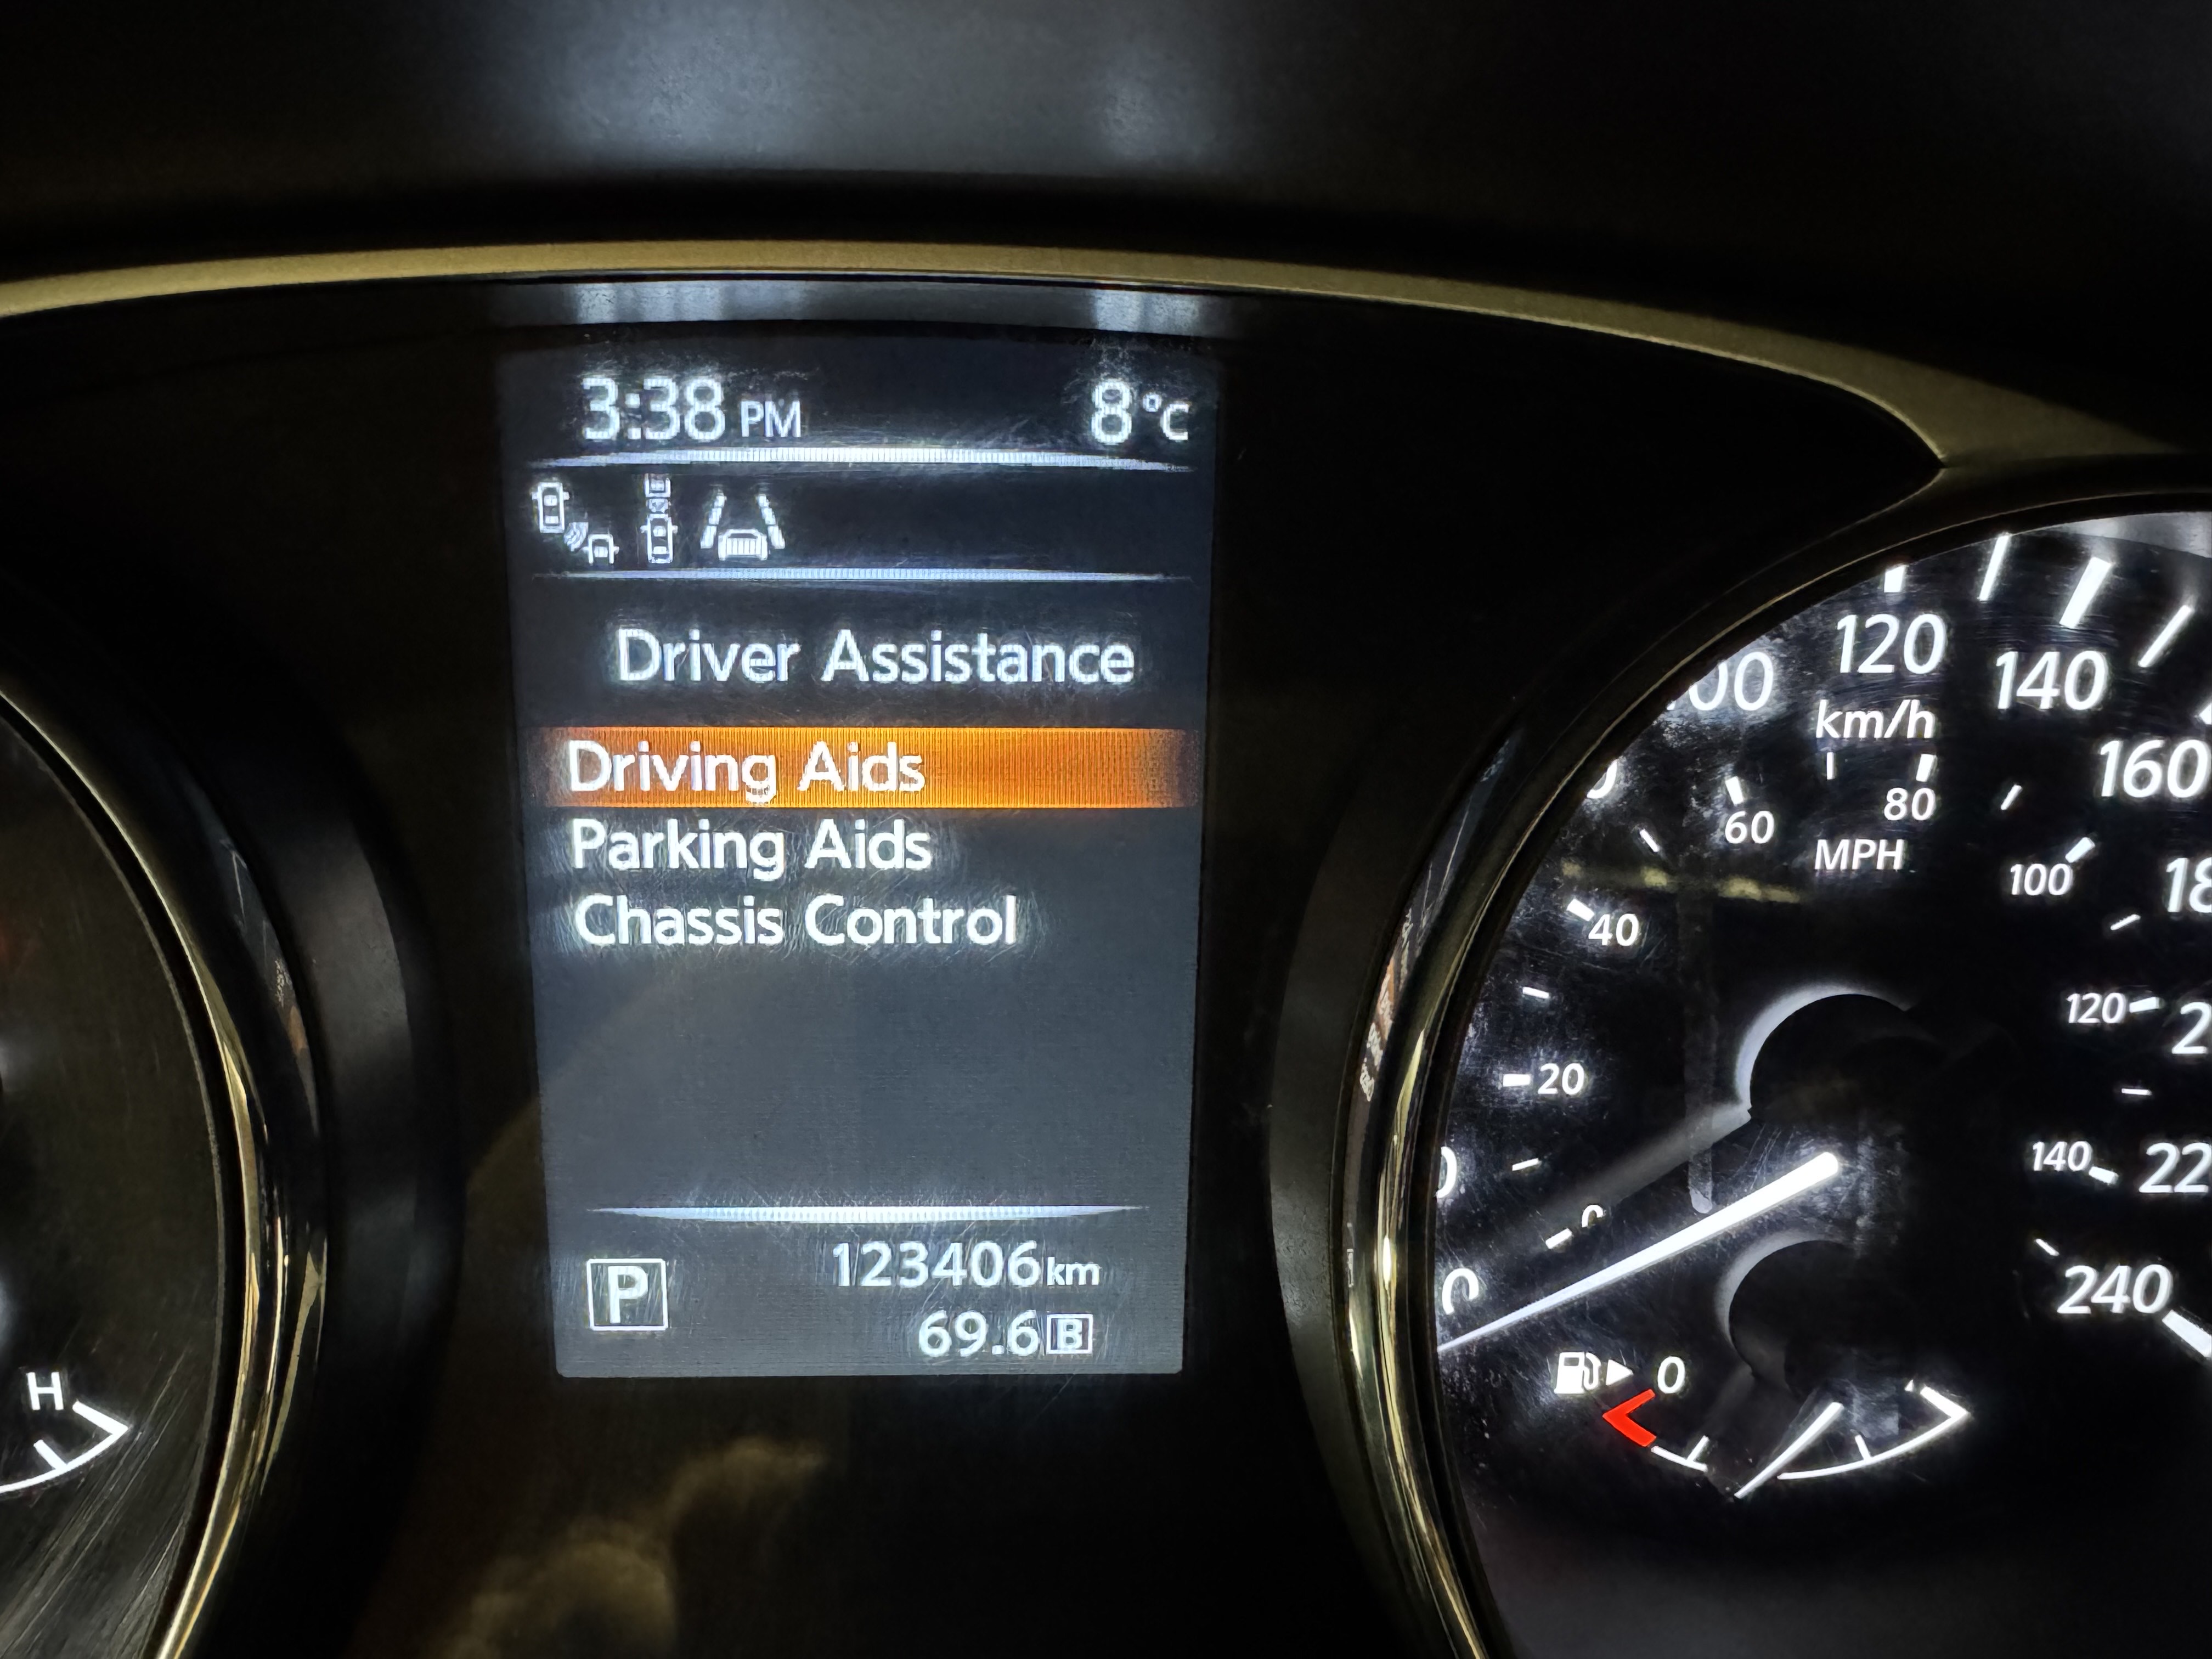 3:38 PM 8°C
Driver Assistance
Driving Aids
Parking Aids
Chassis Control
P 123406km
69.6 B
120
140
km/h
160
80
60
MPH
100
40
120
20
140
0
240
0
H